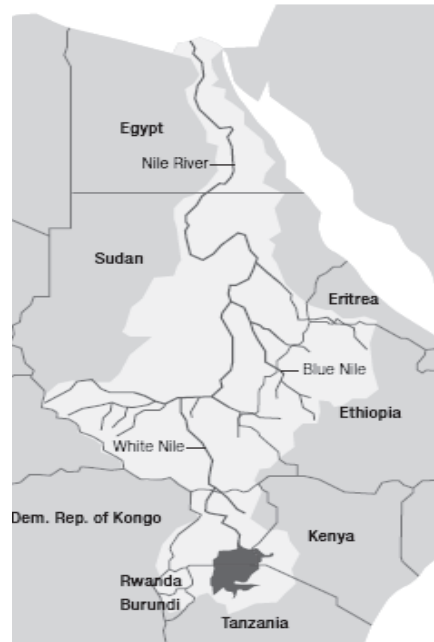 Egypt
Nile River
Sudan
Eritrea
Blue Nile
Ethiopia
White Nile
Dem. Rep. of Kongo
Kenya
Rwanda
Burundi
Tanzania